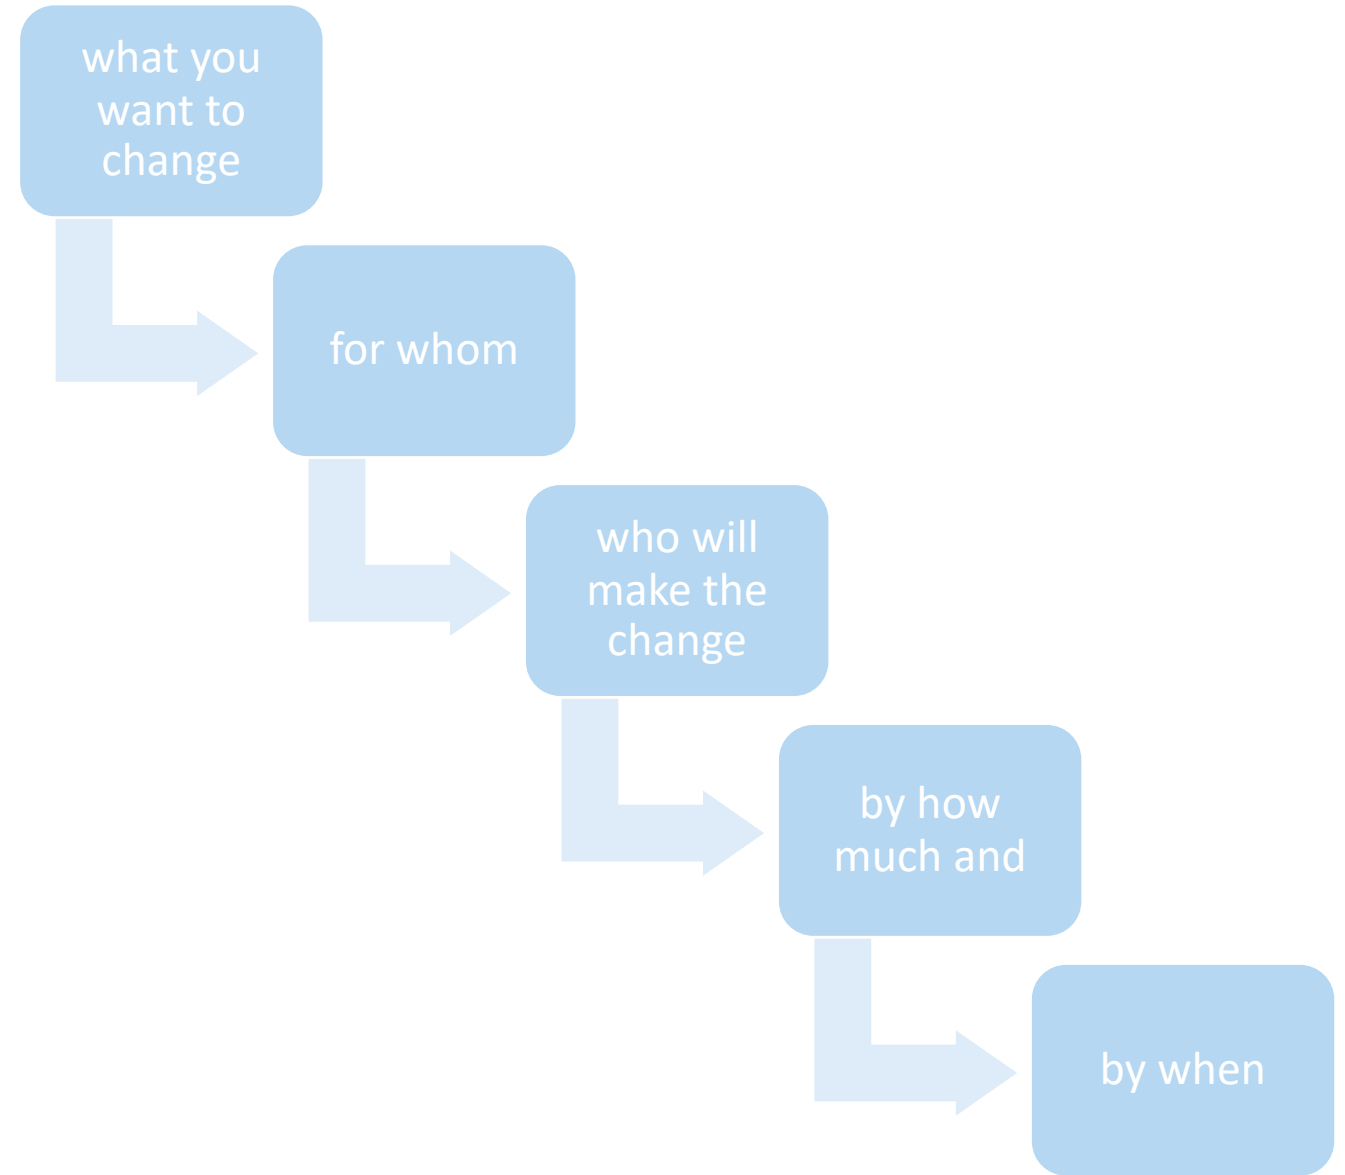 what you
want to
change
for whom
who will
make the
change
by how
much and
by when